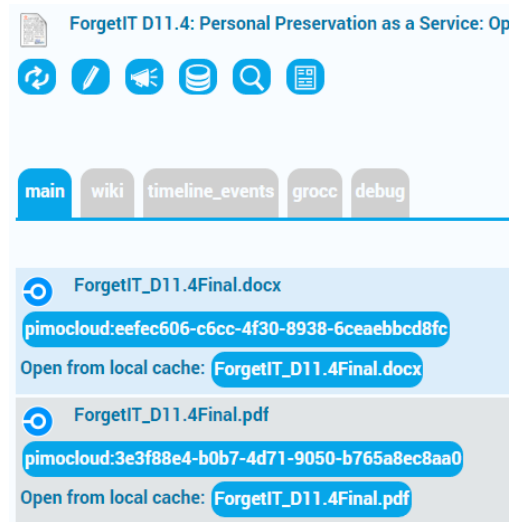 ForgetIT D11.4: Personal Preservation as a Service: Op
main wiki timeline_events grocc debug
ForgetIT_D11.4Final.docx
pimocloud:eefec606-c6cc-4f30-8938-6ceaebbcd8fc
Open from local cache: ForgetIT_D11.4Final.docx
ForgetIT_D11.4Final.pdf
pimocloud:3e3f88e4-b0b7-4d71-9050-b765a8ec8aa0
Open from local cache: ForgetIT_D11.4Final.pdf